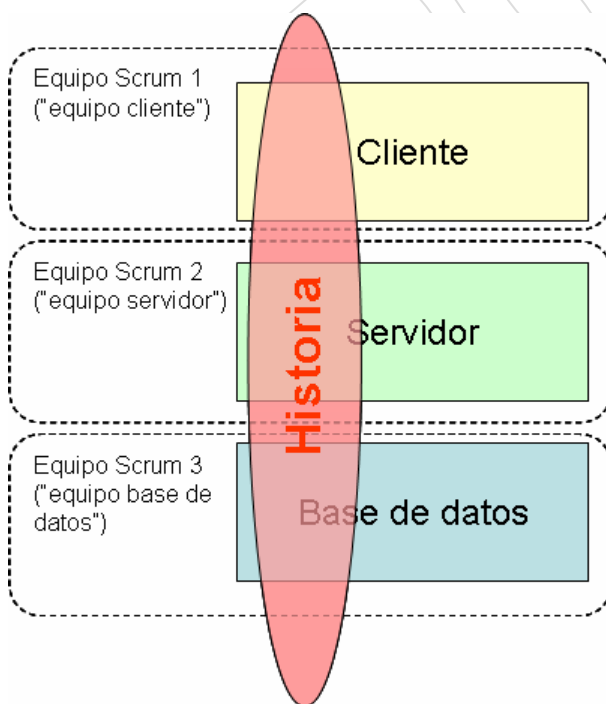 Equipo Scrum 1
("equipo cliente")
Cliente
Equipo Scrum 2
("equipo servidor")
Servidor
Historia
Equipo Scrum 3
("equipo base de
datos")
Base de datos